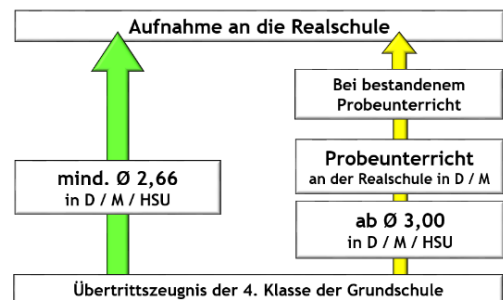 Aufnahme an die Realschule
Bei bestandenem
Probeunterricht
Probeunterricht
an der Realschule in D / M
mind. Ø 2,66
in D / M / HSU
ab Ø 3,00
in D / M / HSU
Übertrittszeugnis der 4. Klasse der Grundschule